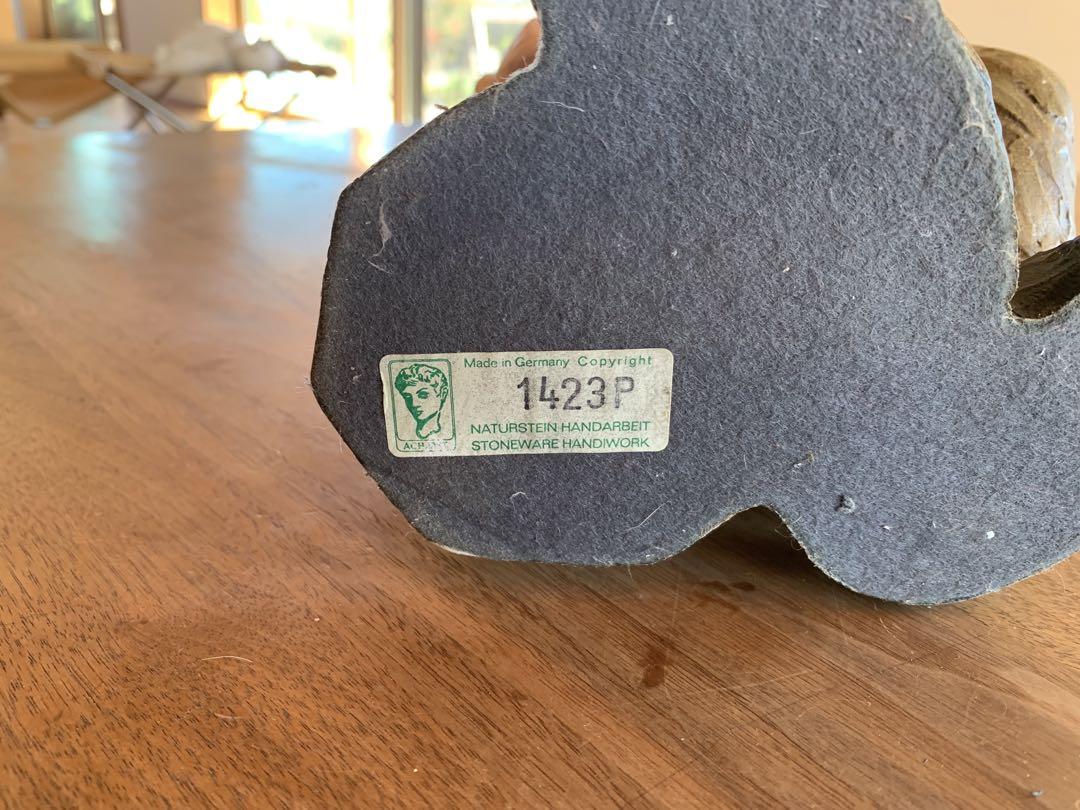 Made in Germany Copyright
1423P
NATURSTEIN HANDARBEIT
STONEWARE HANDIWORK